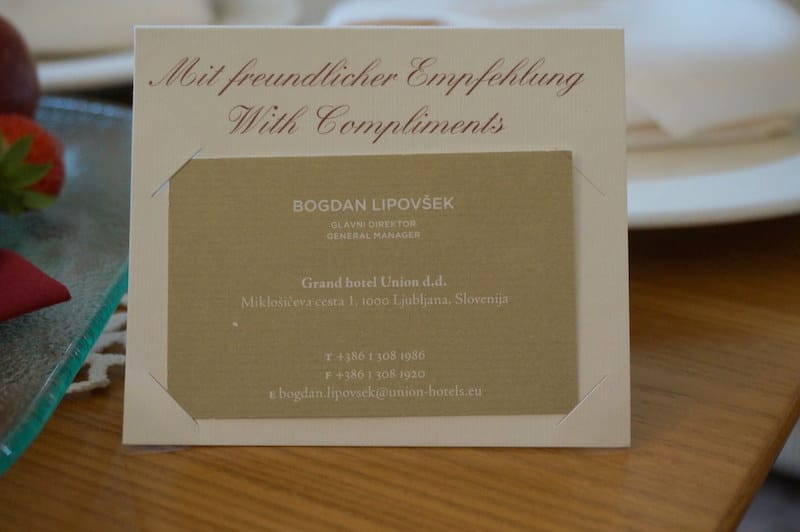 Mit freundlicher Empfehlung
With Compliments
BOGDAN LIPOVŠEK
GLAVNI DIREKTOR
GENERAL MANAGER
Grand hotel Union d.d.
Miklošičeva cesta 1, 1000 Ljubljana, Slovenija
T +386 1 308 1986
F +386 1 308 1920
E bogdan.lipovsek@union-hotels.eu